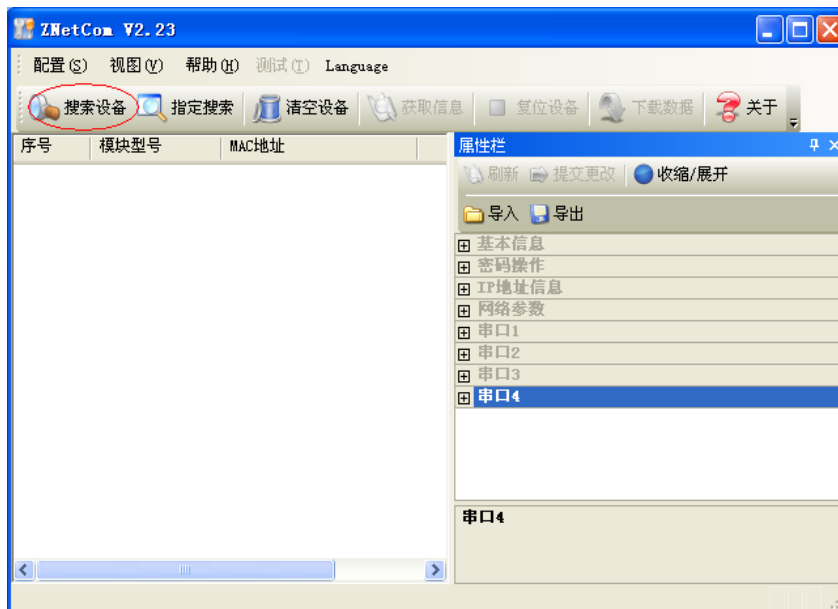 ZNetCom V2.23
配置(S) 视图(V) 帮助(H) 测试(T) Language
搜索设备 指定搜索 清空设备 获取信息 复位设备 下载数据 关于
序号 模块型号 MAC地址
属性栏
刷新 提交更改 收缩/展开
导入 导出
基本信息
密码操作
IP地址信息
网络参数
串口1
串口2
串口3
串口4
串口4